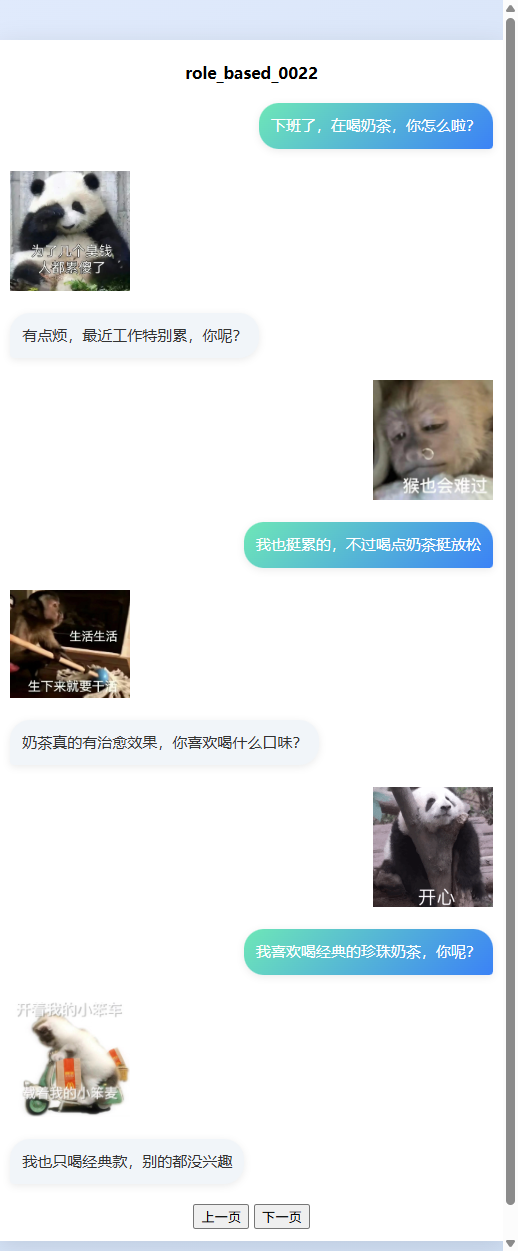 role_based_0022
下班了，在喝奶茶，你怎么啦？
为了几个臭钱
人都累傻了
有点烦，最近工作特别累，你呢？
猴也会难过
我也挺累的，不过喝点奶茶挺放松
生活生活
生下来就要干活
奶茶真的有治愈效果，你喜欢喝什么口味？
开心
我喜欢喝经典的珍珠奶茶，你呢？
开着我的小笨车
载着我的小笨麦
我也只喝经典款，别的都没兴趣
上一页 下一页